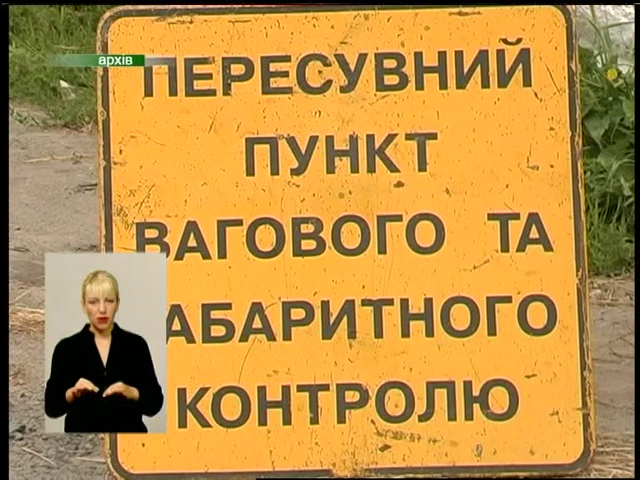 архів
ПЕРЕСУВНИЙ
ПУНКТ
ВАГОВОГО ТА
АБАРИТНОГО
КОНТРОЛЮ